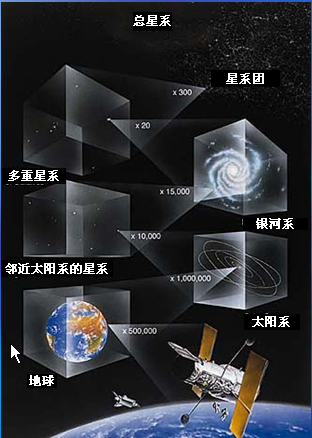 总星系
星系团
x 300
x 20
多重星系
x 15,000
银河系
x 10,000
邻近太阳系的星系
x 1,000,000
太阳系
x 500,000
地球